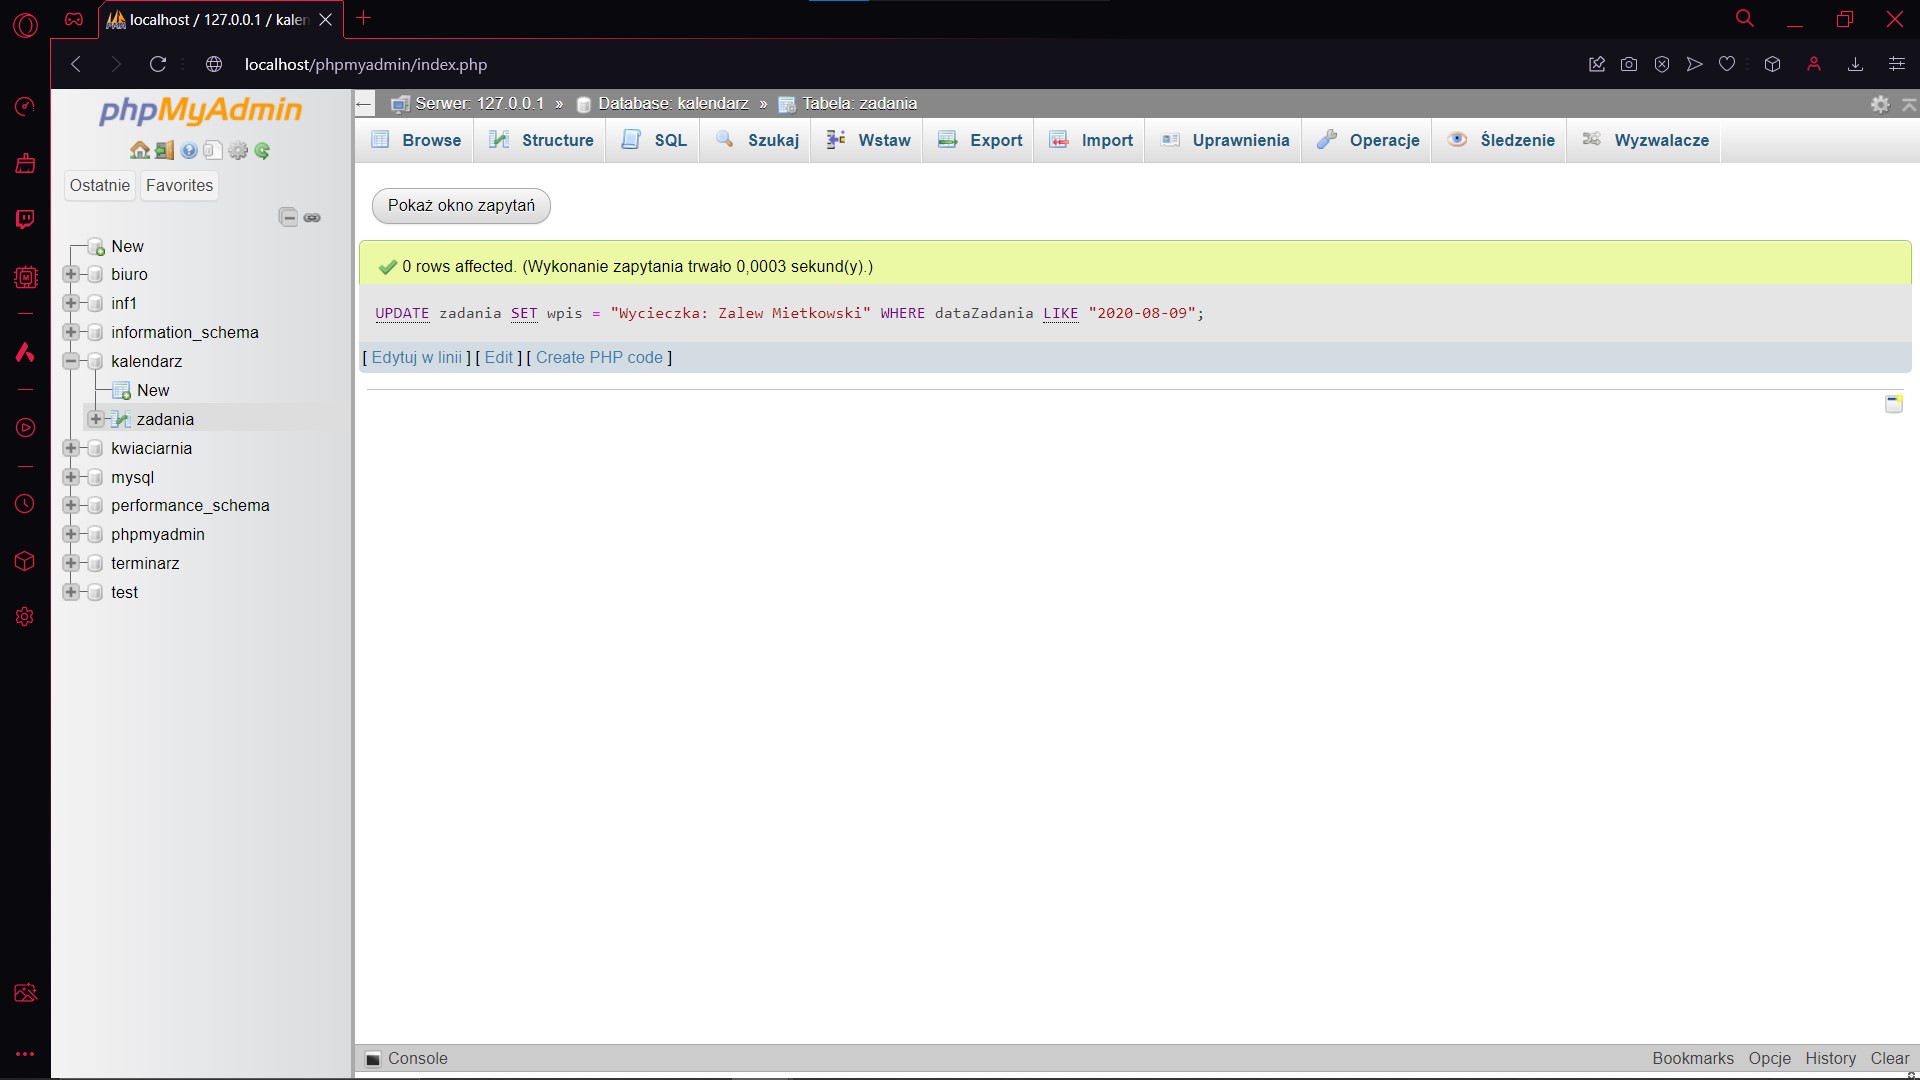 localhost / 127.0.0.1 / kalen
localhost/phpmyadmin/index.php
phpMyAdmin
Ostatnie
Favorites
New
biuro
inf1
information_schema
kalendarz
New
zadania
kwiaciarnia
mysql
performance_schema
phpmyadmin
terminarz
test
Serwer: 127.0.0.1 » Database: kalendarz » Tabela: zadania
Browse Structure SQL Szukaj Wstaw Export Import Uprawnienia Operacje Śledzenie Wyzwalacze
Pokaż okno zapytań
0 rows affected. (Wykonanie zapytania trwało 0,0003 sekund(y).)
UPDATE zadania SET wpis = "Wycieczka: Zalew Mietkowski" WHERE dataZadania LIKE "2020-08-09";
[ Edytuj w linii ] [ Edit ] [ Create PHP code ]
Console
Bookmarks Opcje History Clear